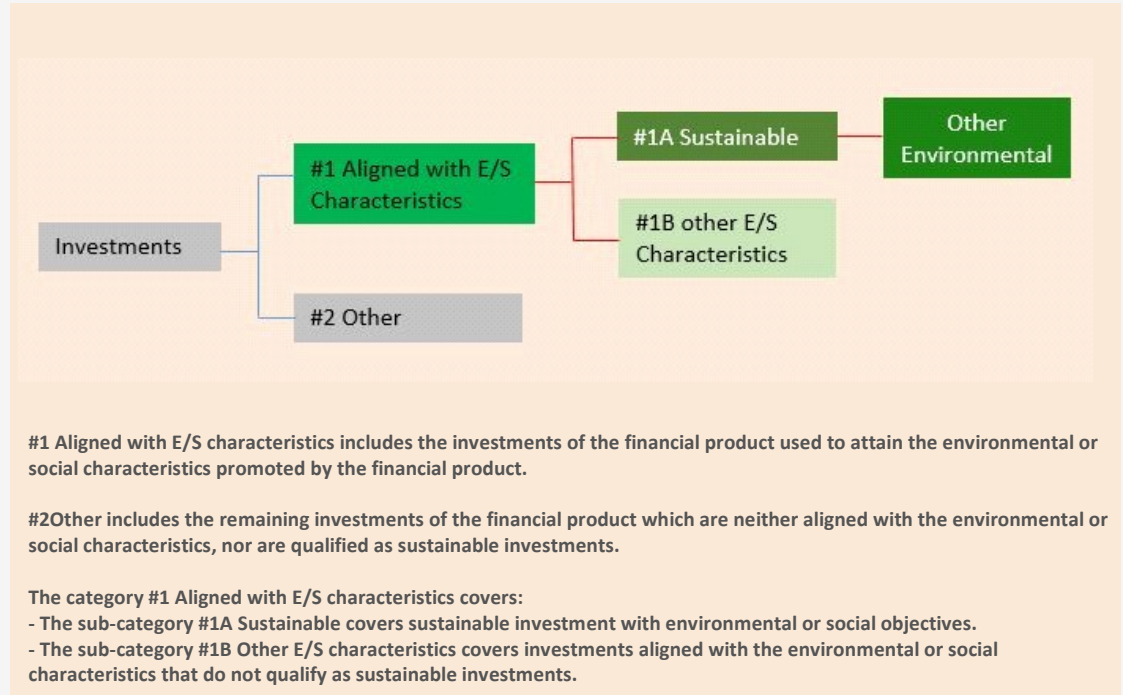 Other
Environmental
#1A Sustainable
#1 Aligned with E/S
Characteristics
#1B other E/S
Characteristics
Investments
#2 Other
#1 Aligned with E/S characteristics includes the investments of the financial product used to attain the environmental or
social characteristics promoted by the financial product.
#2Other includes the remaining investments of the financial product which are neither aligned with the environmental or
social characteristics, nor are qualified as sustainable investments.
The category #1 Aligned with E/S characteristics covers:
- The sub-category #1A Sustainable covers sustainable investment with environmental or social objectives.
- The sub-category #1B Other E/S characteristics covers investments aligned with the environmental or social
characteristics that do not qualify as sustainable investments.